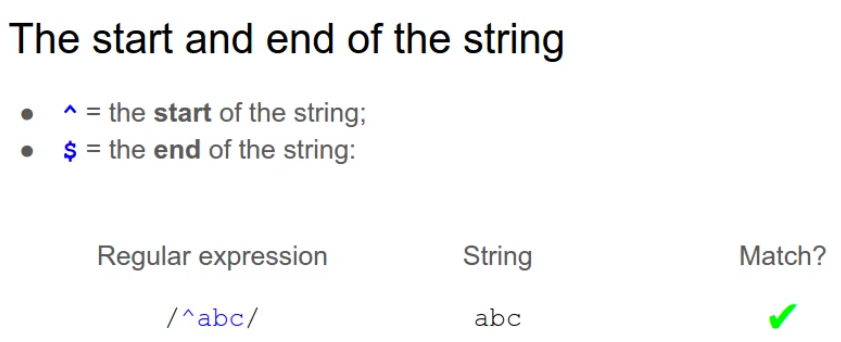 The start and end of the string
● ^ = the start of the string;
● $ = the end of the string:
Regular expression String Match?
/^abc/ abc ✔